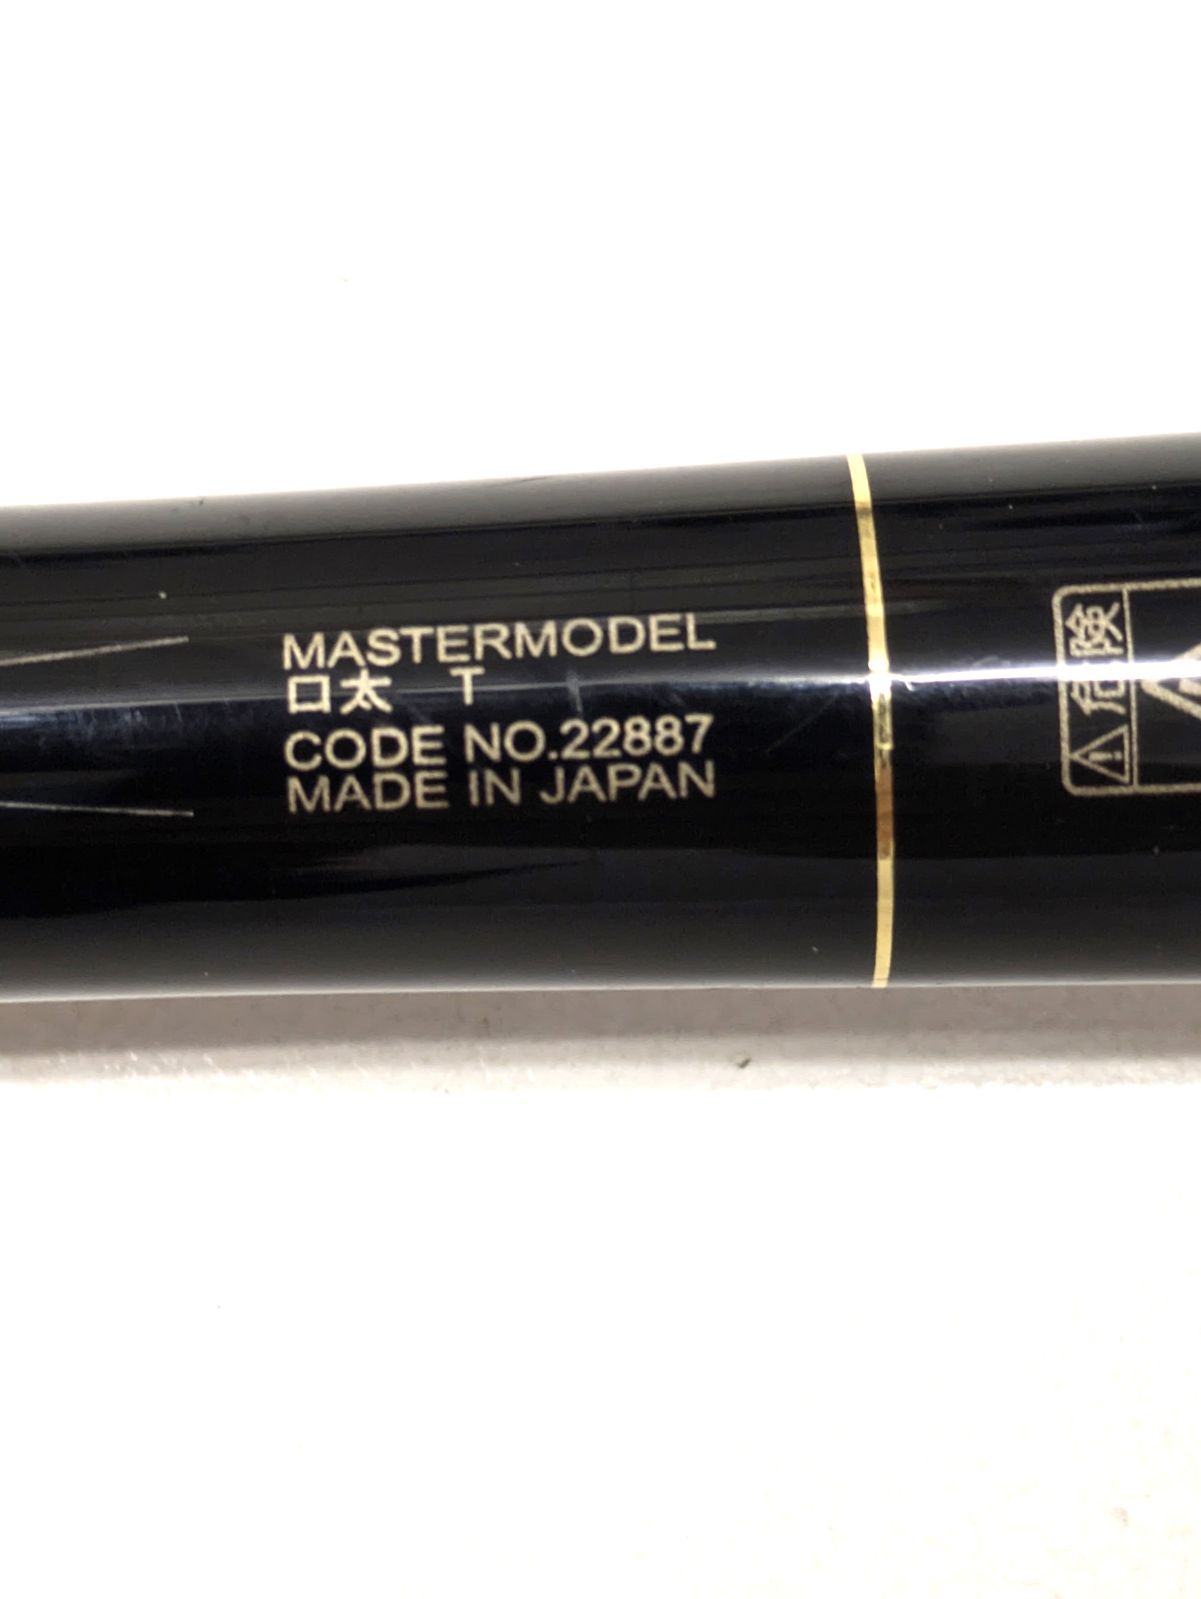 MASTERMODEL
口太 T
CODE NO.22887
MADE IN JAPAN
危険